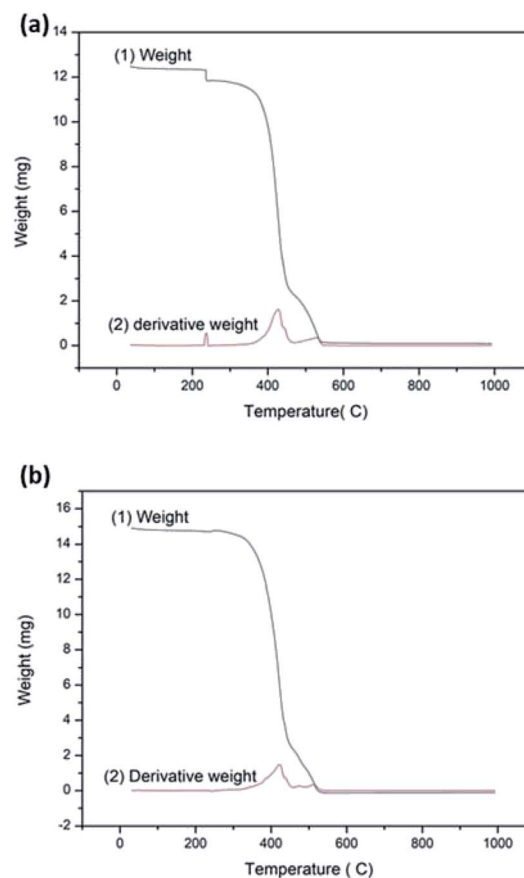 (a)
14
(1) Weight
12
10
8
6
4
2
(2) derivative weight
0
Weight (mg)
0 200 400 600 800 1000
Temperature( C)
(b)
16
(1) Weight
14
12
10
8
6
4
2
(2) Derivative weight
0
-2
Weight (mg)
0 200 400 600 800 1000
Temperature ( C)